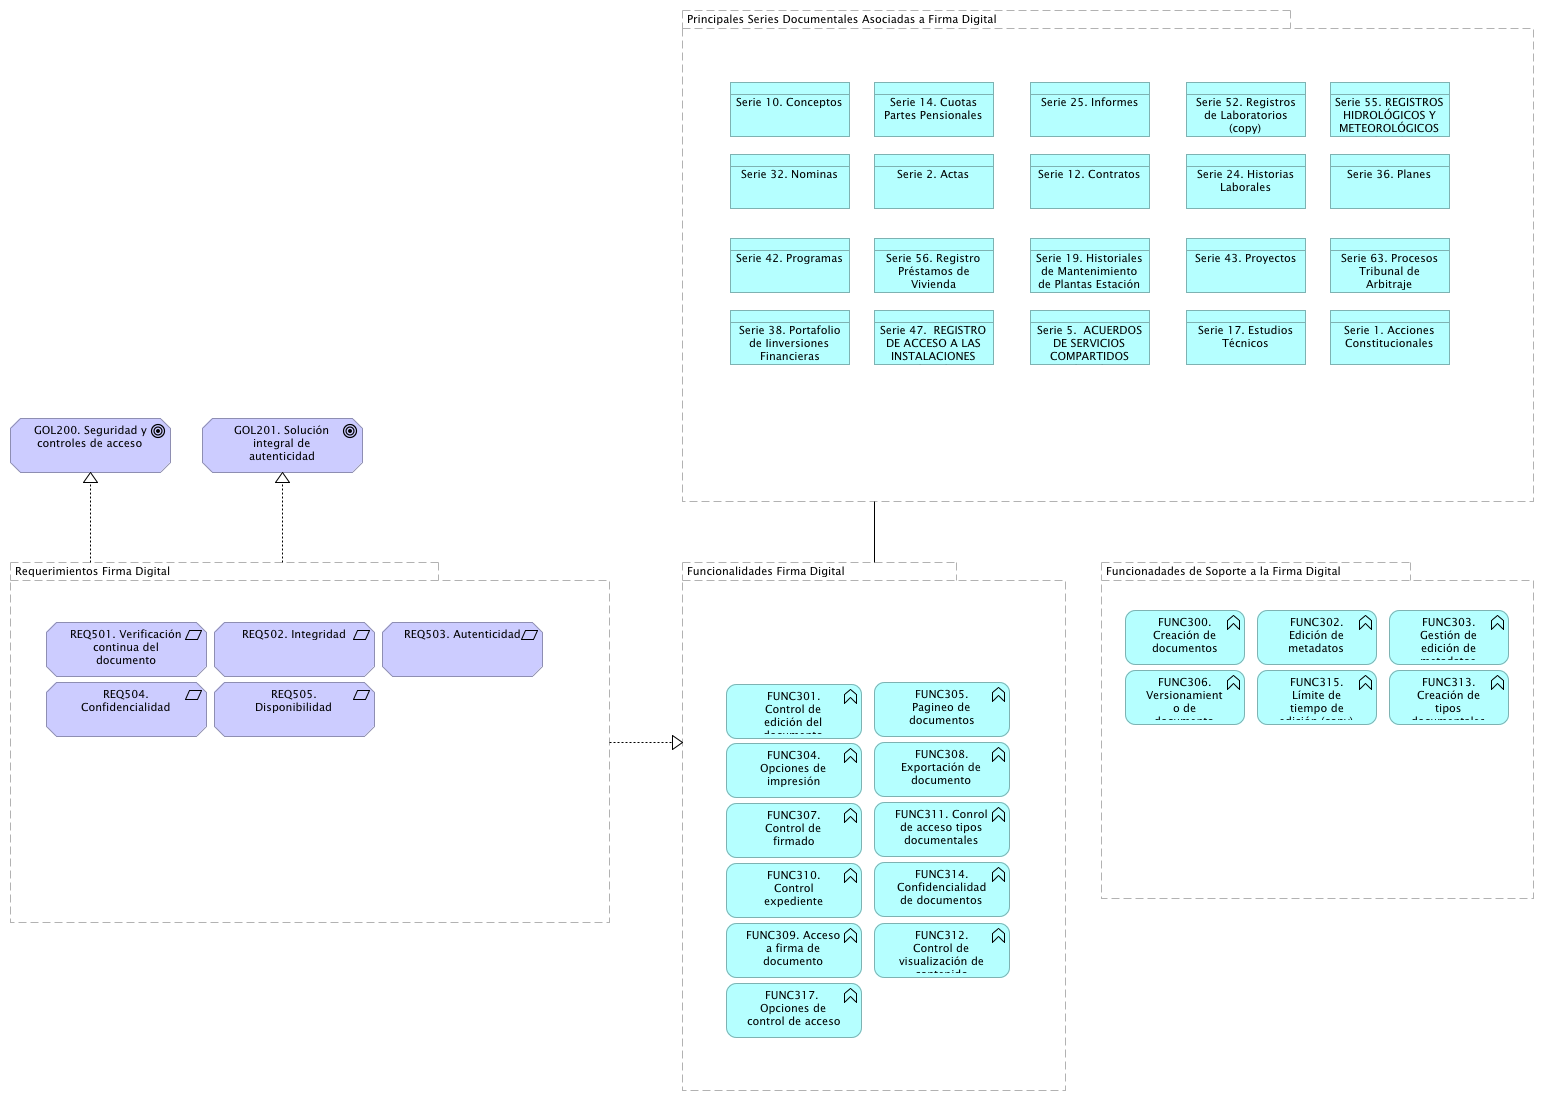 Principales Series Documentales Asociadas a Firma Digital
Serie 10. Conceptos
Serie 14. Cuotas
Partes Pensionales
Serie 25. Informes
Serie 52. Registros
de Laboratorios
(copy)
Serie 55. REGISTROS
HIDROLÓGICOS Y
METEOROLÓGICOS
Serie 32. Nominas
Serie 2. Actas
Serie 12. Contratos
Serie 24. Historias
Laborales
Serie 36. Planes
Serie 42. Programas
Serie 56. Registro
Préstamos de
Vivienda
Serie 19. Historiales
de Mantenimiento
de Plantas Estación
Serie 43. Proyectos
Serie 63. Procesos
Tribunal de
Arbitraje
Serie 38. Portafolio
de Iinversiones
Financieras
Serie 47.  REGISTRO
DE ACCESO A LAS
INSTALACIONES
Serie 5.  ACUERDOS
DE SERVICIOS
COMPARTIDOS
Serie 17. Estudios
Técnicos
Serie 1. Acciones
Constitucionales
GOL200. Seguridad y
controles de acceso
GOL201. Solución
integral de
autenticidad
Requerimientos Firma Digital
REQ501. Verificación
continua del
documento
REQ502. Integridad
REQ503. Autenticidad
REQ504.
Confidencialidad
REQ505.
Disponibilidad
Funcionalidades Firma Digital
FUNC301.
Control de
edición del
documento
FUNC305.
Pagineo de
documentos
FUNC304.
Opciones de
impresión
FUNC308.
Exportación de
documento
FUNC307.
Control de
firmado
FUNC311. Conrol
de acceso tipos
documentales
FUNC310.
Control
expediente
FUNC314.
Confidencialidad
de documentos
FUNC309. Acceso
a firma de
documento
FUNC312.
Control de
visualización de
contenido
FUNC317.
Opciones de
control de acceso
Funcionadades de Soporte a la Firma Digital
FUNC300.
Creación de
documentos
FUNC302.
Edición de
metadatos
FUNC303.
Gestión de
edición de
metadatos
FUNC306.
Versionamient
o de
documento
FUNC315.
Límite de
tiempo de
edición (copy)
FUNC313.
Creación de
tipos
documentales